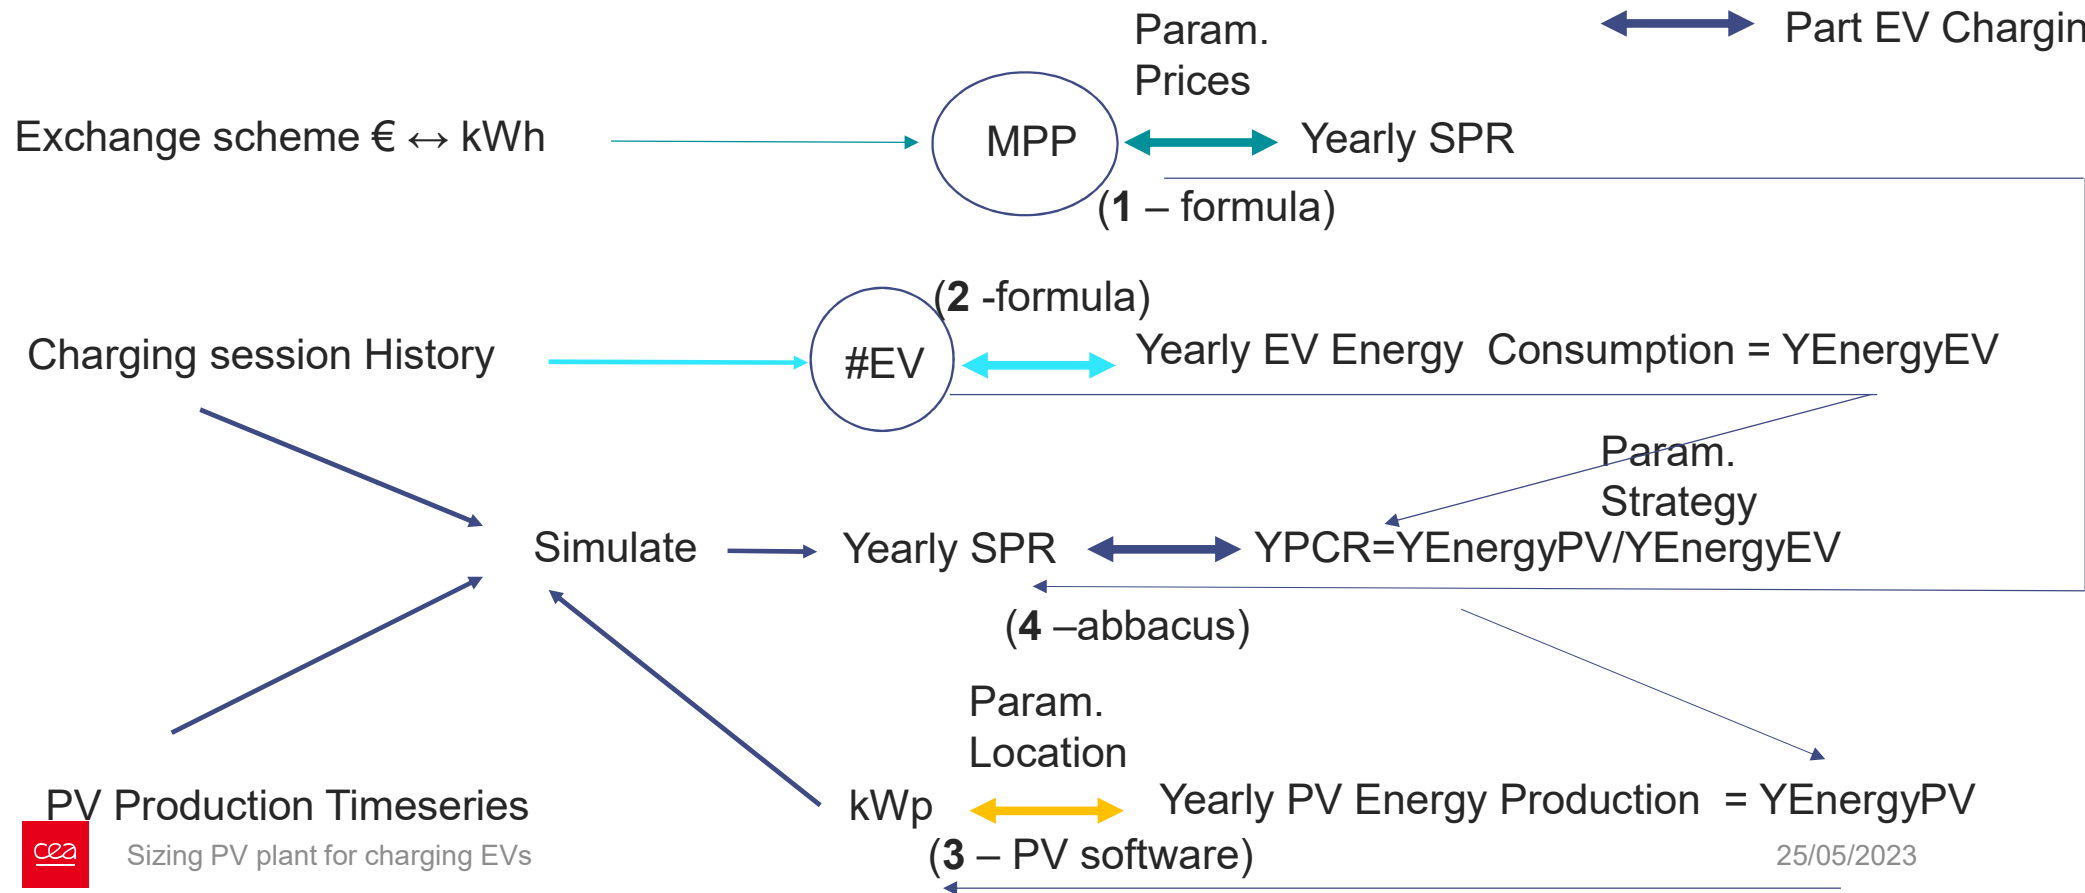 Param.
Prices
Part EV Chargin
Exchange scheme € ↔ kWh
MPP
Yearly SPR
(1 – formula)
(2 -formula)
Charging session History
#EV
Yearly EV Energy Consumption = YEnergyEV
Param.
Strategy
Simulate
Yearly SPR
YPCR=YEnergyPV/YEnergyEV
(4 –abbacus)
Param.
Location
PV Production Timeseries
kWp
Yearly PV Energy Production = YEnergyPV
(3 – PV software)
cea
Sizing PV plant for charging EVs
25/05/2023